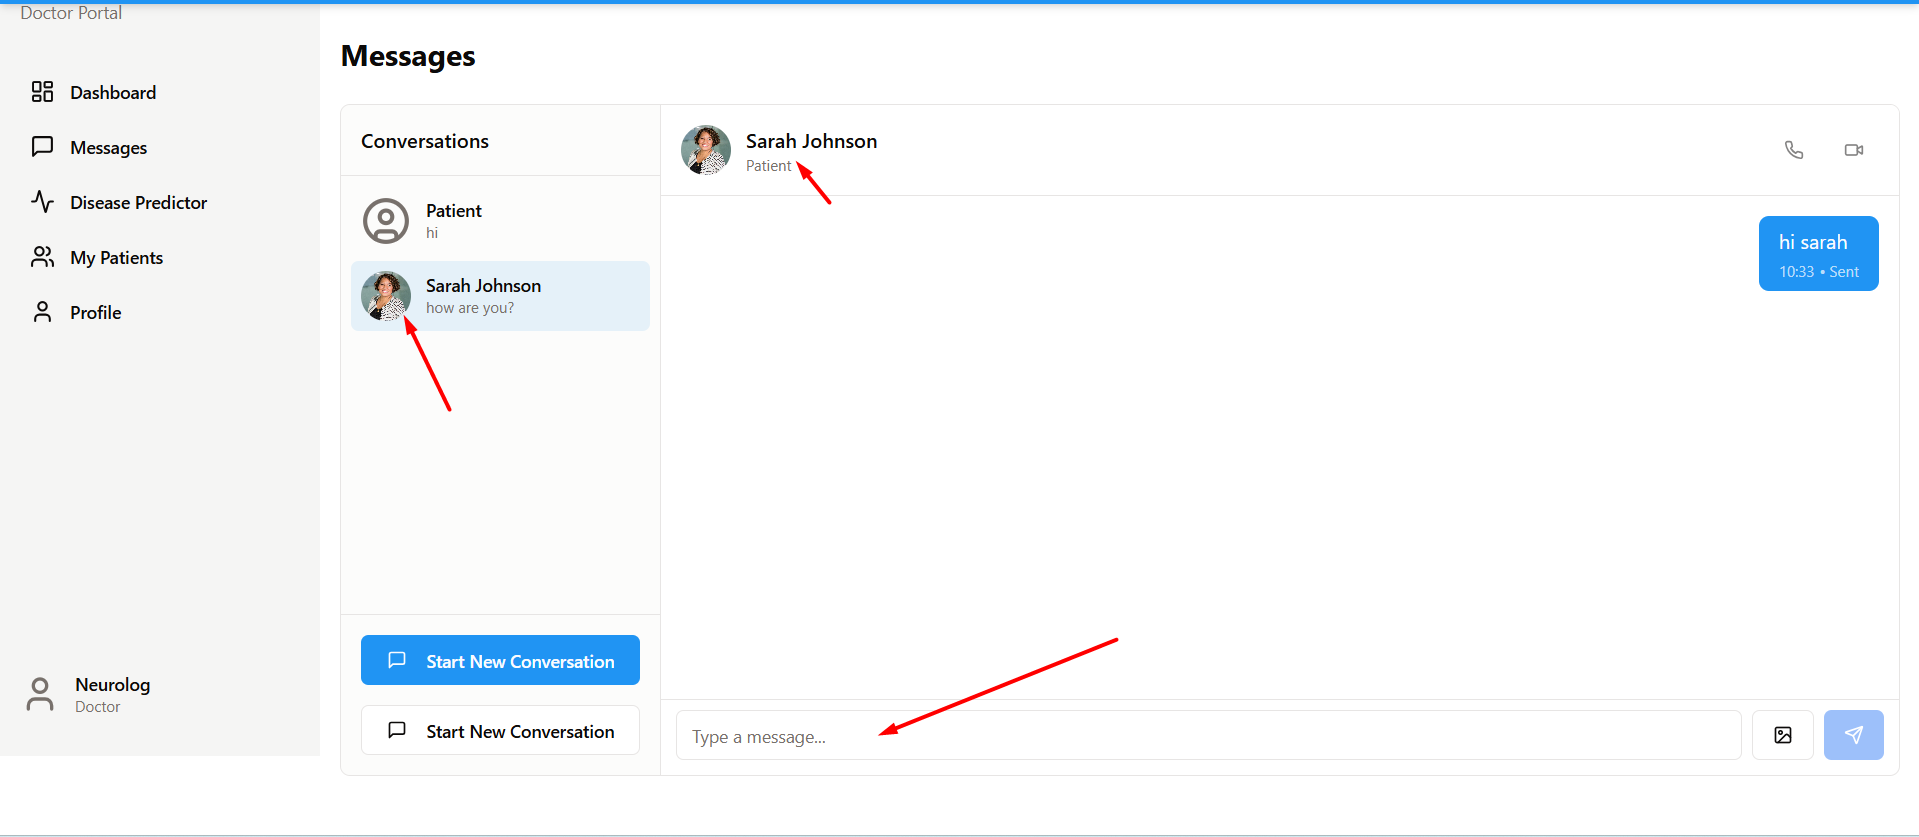 Doctor Portal
Dashboard
Messages
Disease Predictor
My Patients
Profile
Neurolog
Doctor
Messages
Conversations
Patient
hi
Sarah Johnson
how are you?
Start New Conversation
Start New Conversation
Sarah Johnson
Patient
hi sarah
10:33 • Sent
Type a message...